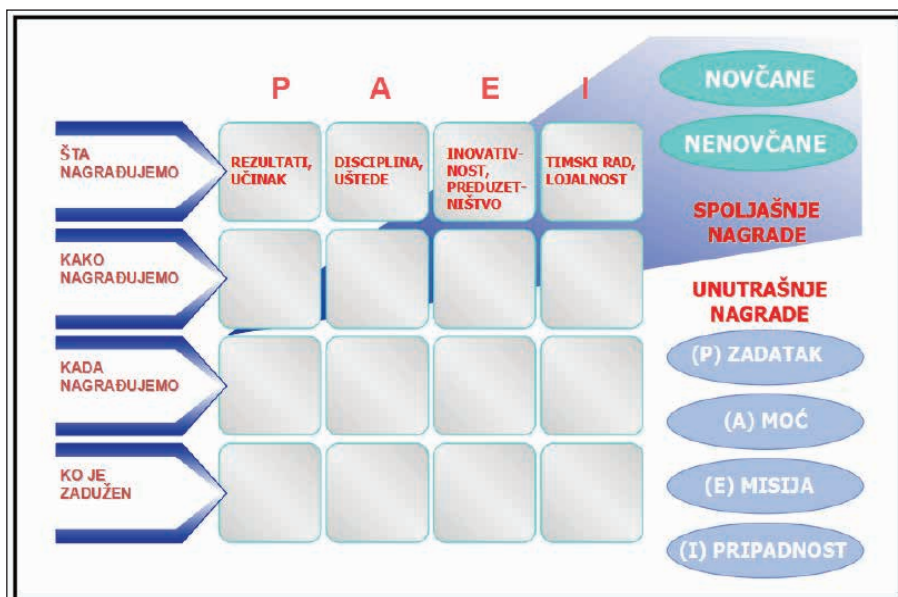 P A E I
ŠTA
NAGRAĐUJEMO
REZULTATI,
UČINAK
DISCIPLINA,
UŠTEDE
INOVATIV-
NOST,
PREDUZET-
NIŠTVO
TIMSKI RAD,
LOJALNOST
KAKO
NAGRAĐUJEMO
KADA
NAGRAĐUJEMO
KO JE
ZADUŽEN
NOVČANE
NENOVČANE
SPOLJAŠNJE
NAGRADE
UNUTRAŠNJE
NAGRADE
(P) ZADATAK
(A) MOĆ
(E) MISIJA
(I) PRIPADNOST